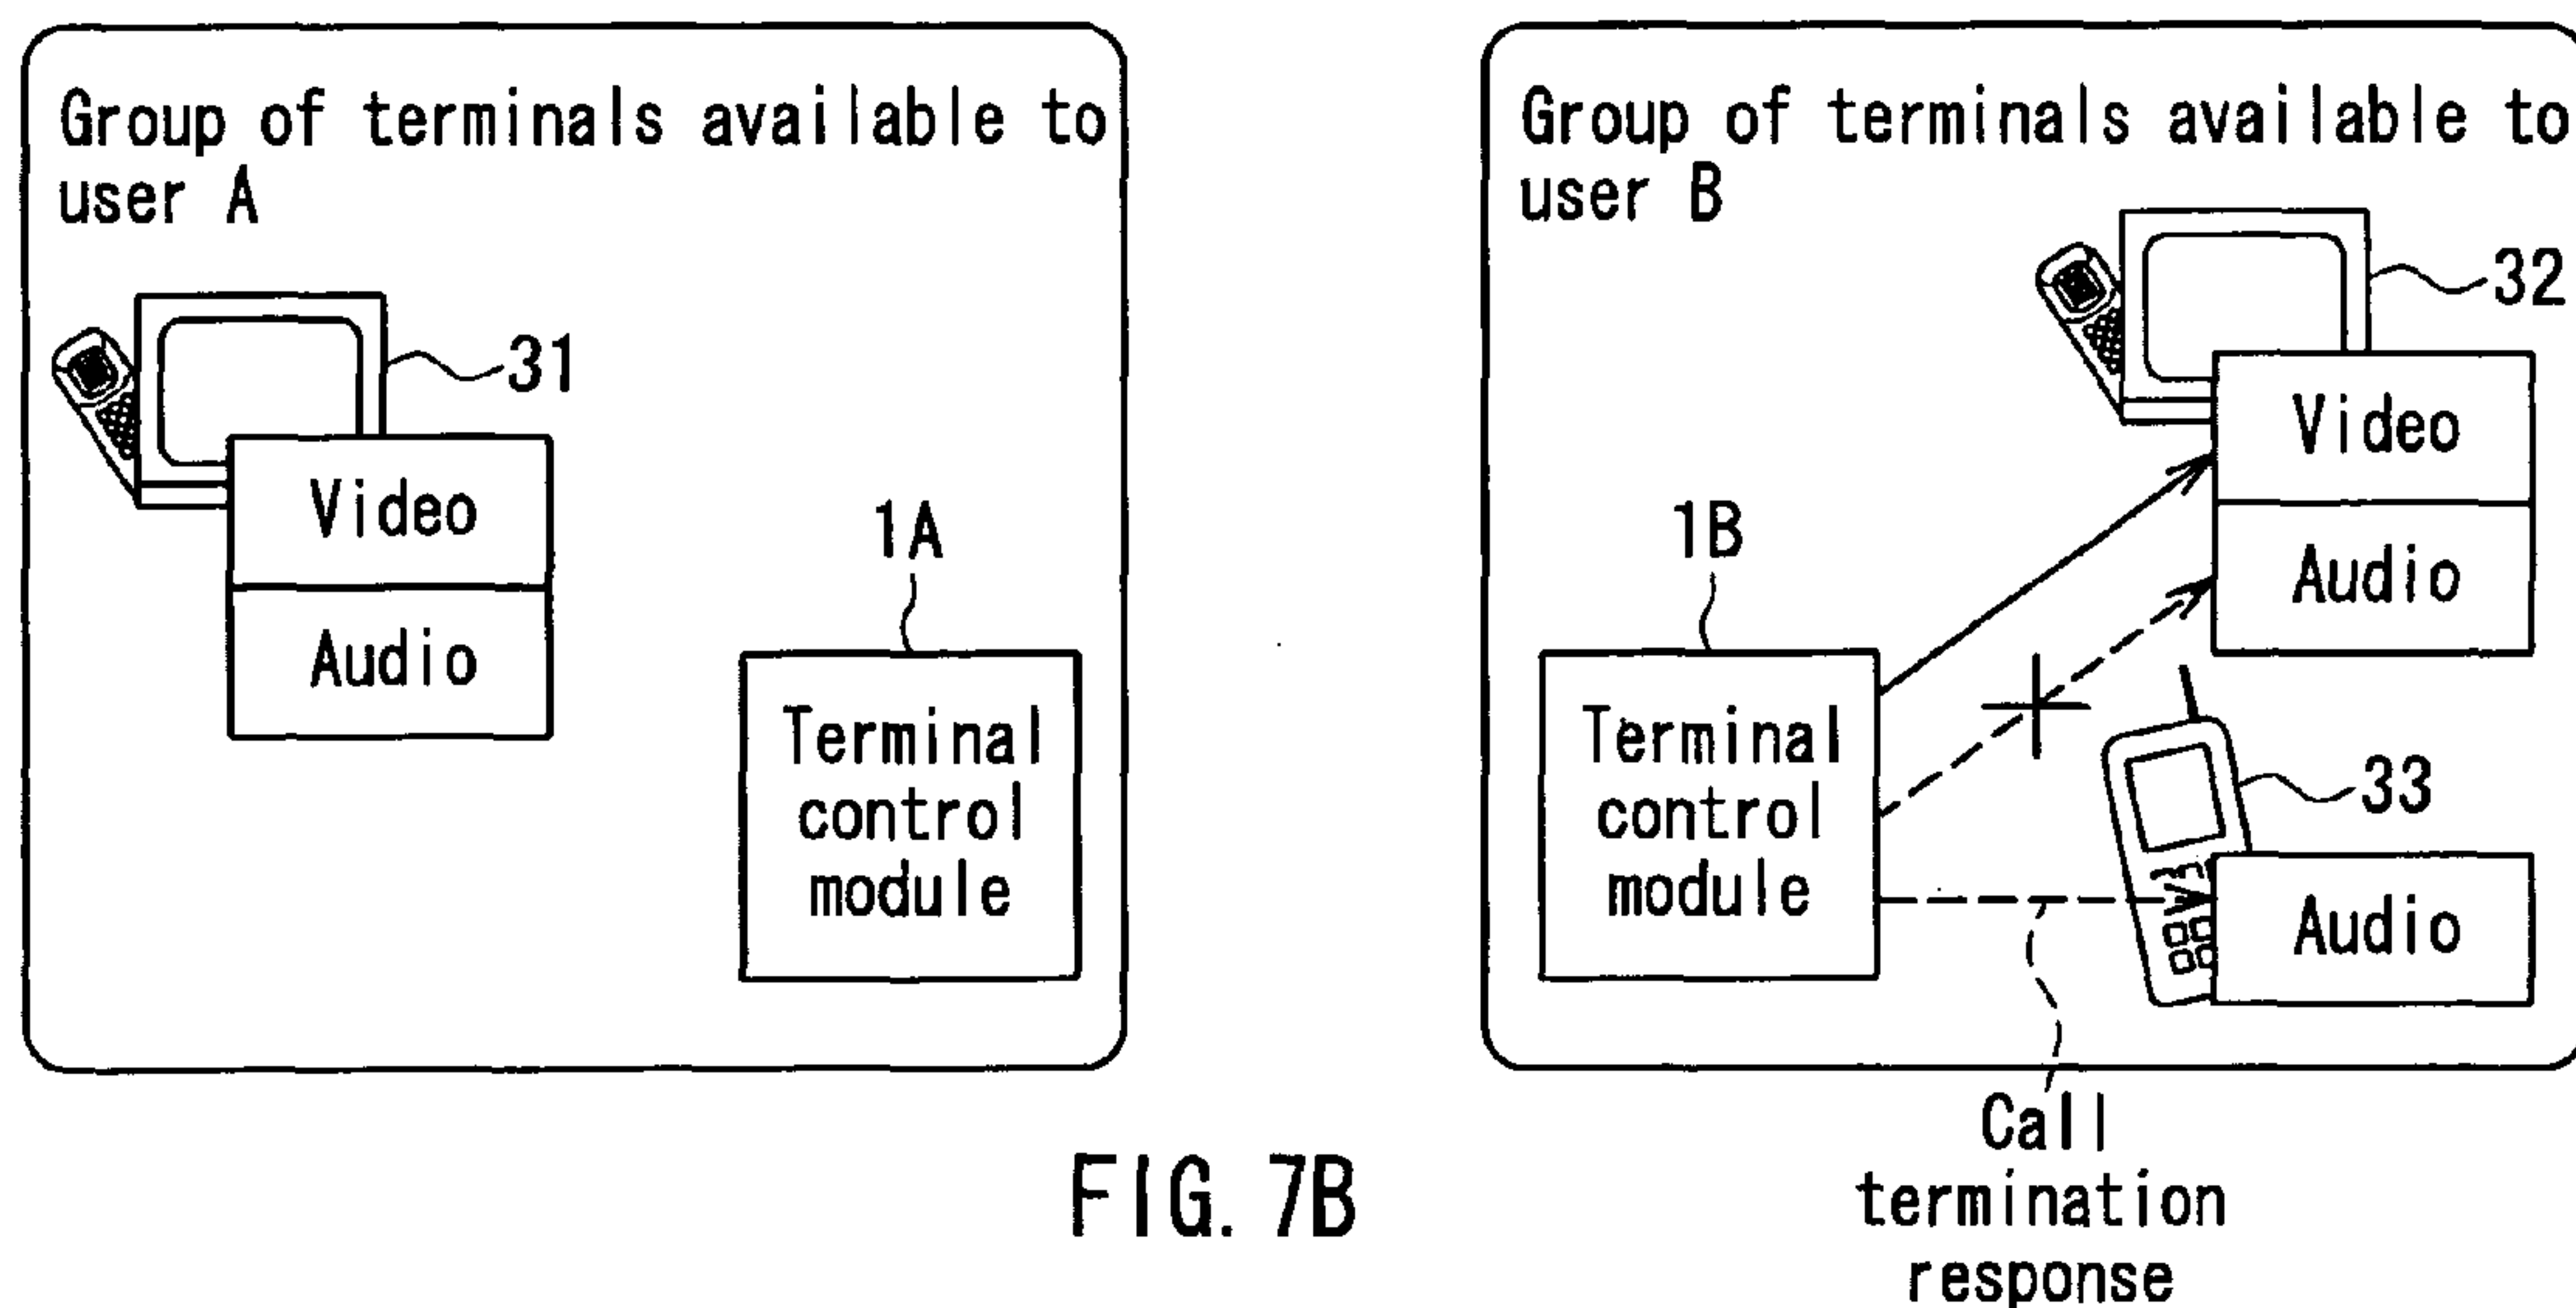 Group of terminals available to
user A
31
Video
Audio
1A
Terminal
control
module
Group of terminals available to
user B
32
Video
Audio
1B
Terminal
control
module
33
Audio
Call
termination
response
FIG. 7B